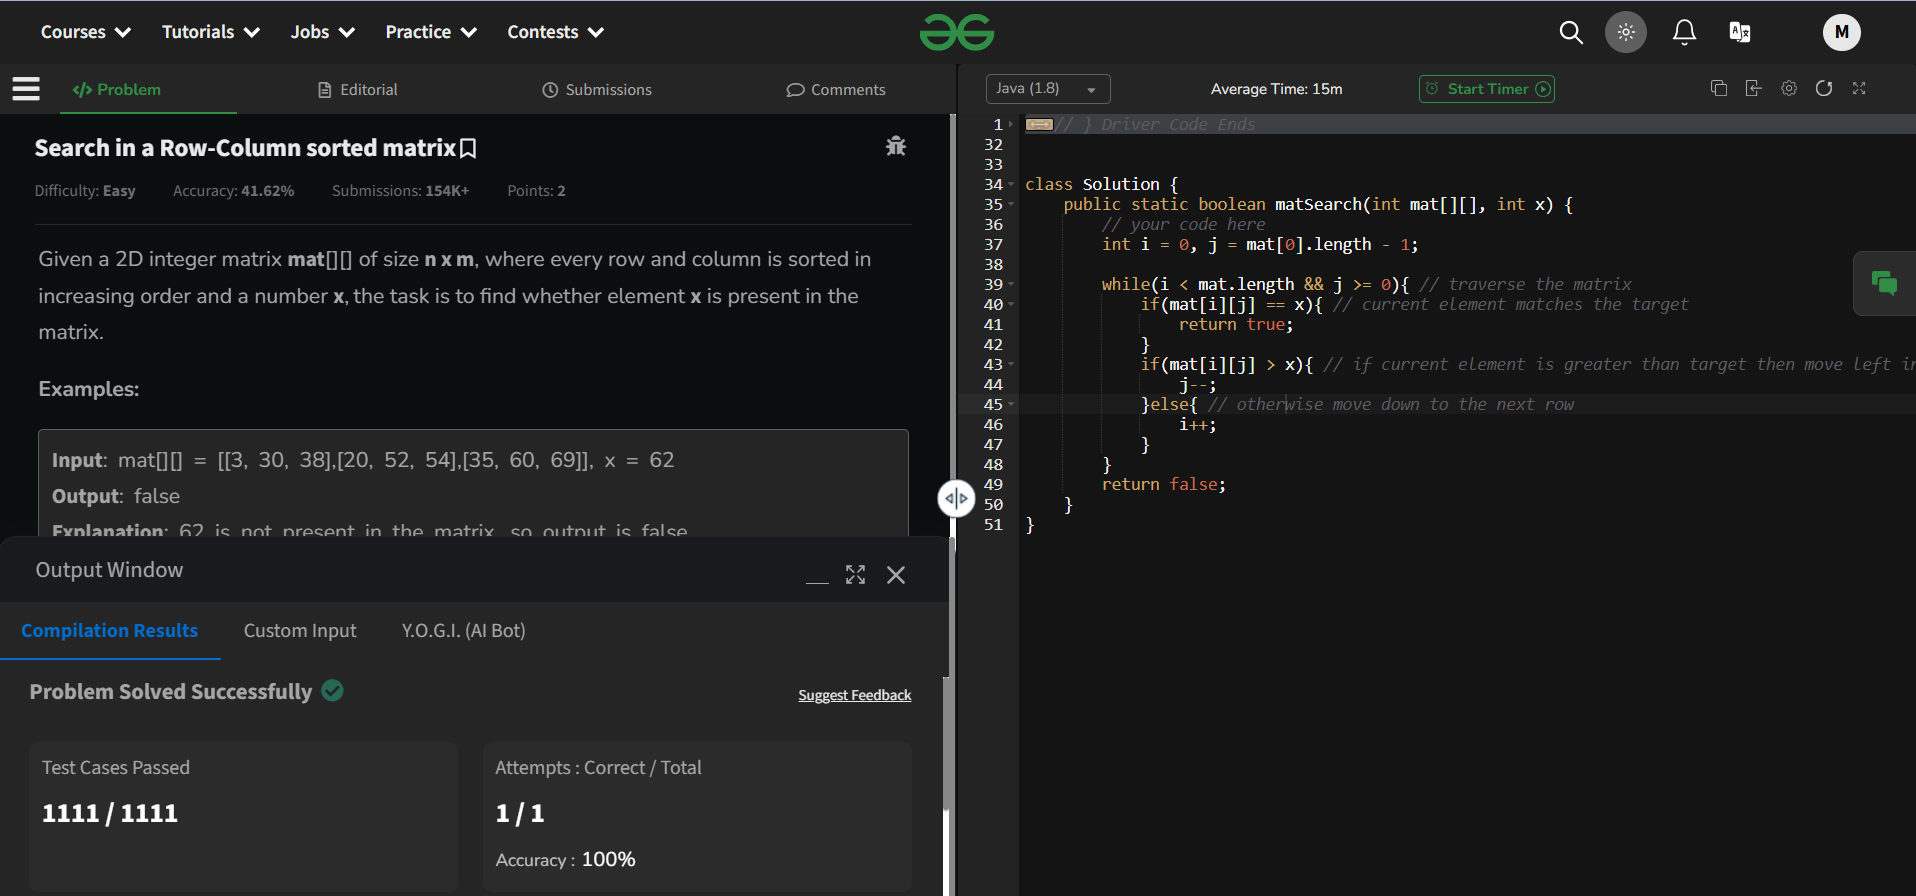 Courses Tutorials Jobs Practice Contests M
Problem Editorial Submissions Comments
Java (1.8) Average Time: 15m Start Timer
Search in a Row-Column sorted matrix
Difficulty: Easy Accuracy: 41.62% Submissions: 154K+ Points: 2
Given a 2D integer matrix mat[][] of size n x m, where every row and column is sorted in
increasing order and a number x, the task is to find whether element x is present in the
matrix.
Examples:
Input: mat[][] = [[3, 30, 38],[20, 52, 54],[35, 60, 69]], x = 62
Output: false
Explanation: 62 is not present in the matrix, so output is false.
Output Window
Compilation Results Custom Input Y.O.G.I. (AI Bot)
Problem Solved Successfully
Suggest Feedback
Test Cases Passed
1111 / 1111
Attempts : Correct / Total
1 / 1
Accuracy : 100%
1 // } Driver Code Ends
32
33
34 class Solution {
35 public static boolean matSearch(int mat[][], int x) {
36 // your code here
37 int i = 0, j = mat[0].length - 1;
38
39 while(i < mat.length && j >= 0){ // traverse the matrix
40 if(mat[i][j] == x){ // current element matches the target
41 return true;
42 }
43 if(mat[i][j] > x){ // if current element is greater than target then move left
44 j--;
45 }else{ // otherwise move down to the next row
46 i++;
47 }
48 }
49 return false;
50 }
51 }